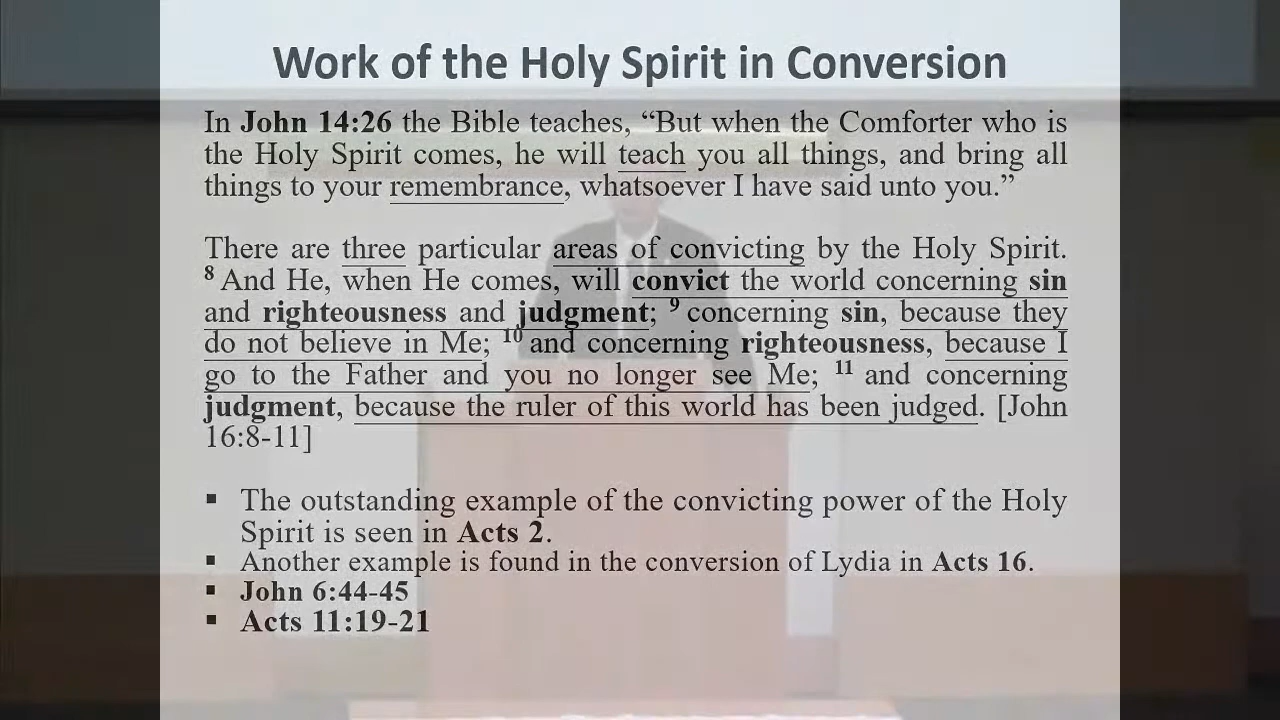 Work of the Holy Spirit in Conversion
In John 14:26 the Bible teaches, “But when the Comforter who is
the Holy Spirit comes, he will teach you all things, and bring all
things to your remembrance, whatsoever I have said unto you.”
There are three particular areas of convicting by the Holy Spirit.
8 And He, when He comes, will convict the world concerning sin
and righteousness and judgment; 9 concerning sin, because they
do not believe in Me; 10 and concerning righteousness, because I
go to the Father and you no longer see Me; 11 and concerning
judgment, because the ruler of this world has been judged. [John
16:8-11]
▪ The outstanding example of the convicting power of the Holy
Spirit is seen in Acts 2.
▪ Another example is found in the conversion of Lydia in Acts 16.
▪ John 6:44-45
▪ Acts 11:19-21